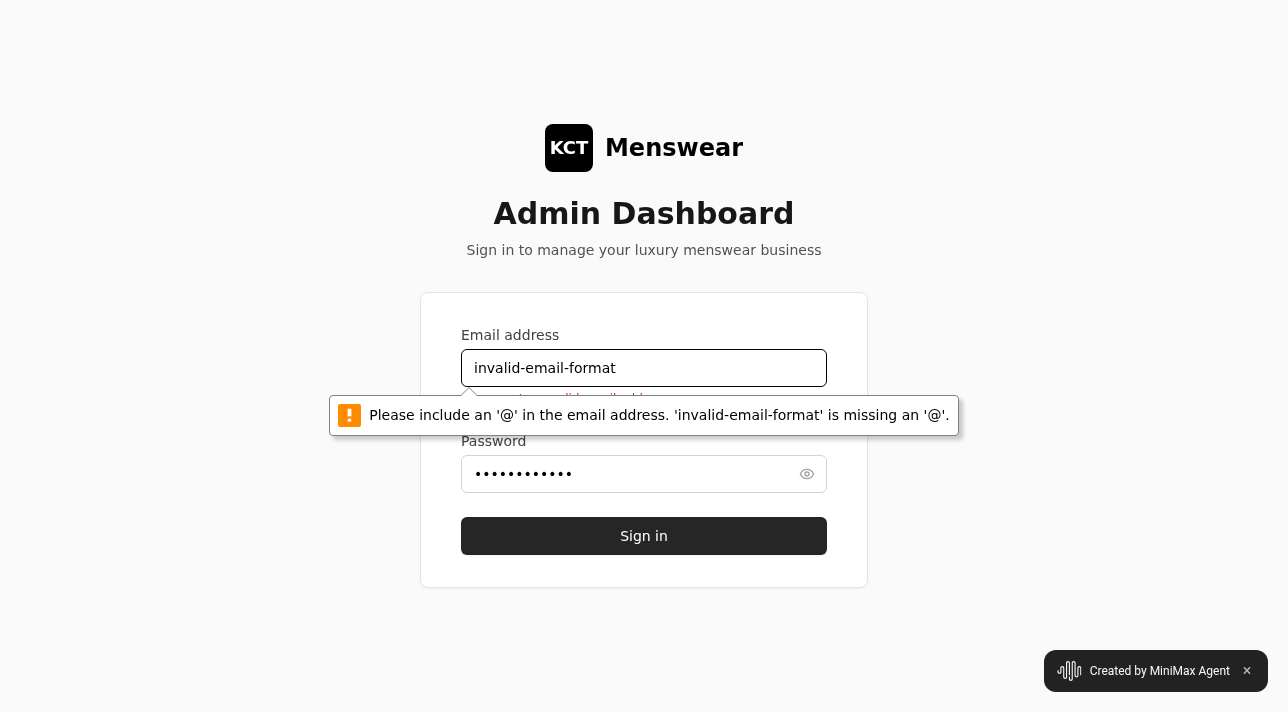 KCT Menswear
Admin Dashboard
Sign in to manage your luxury menswear business
Email address
invalid-email-format
Please include an '@' in the email address. 'invalid-email-format' is missing an '@'.
Password
••••••••••••
Sign in
Created by MiniMax Agent ×